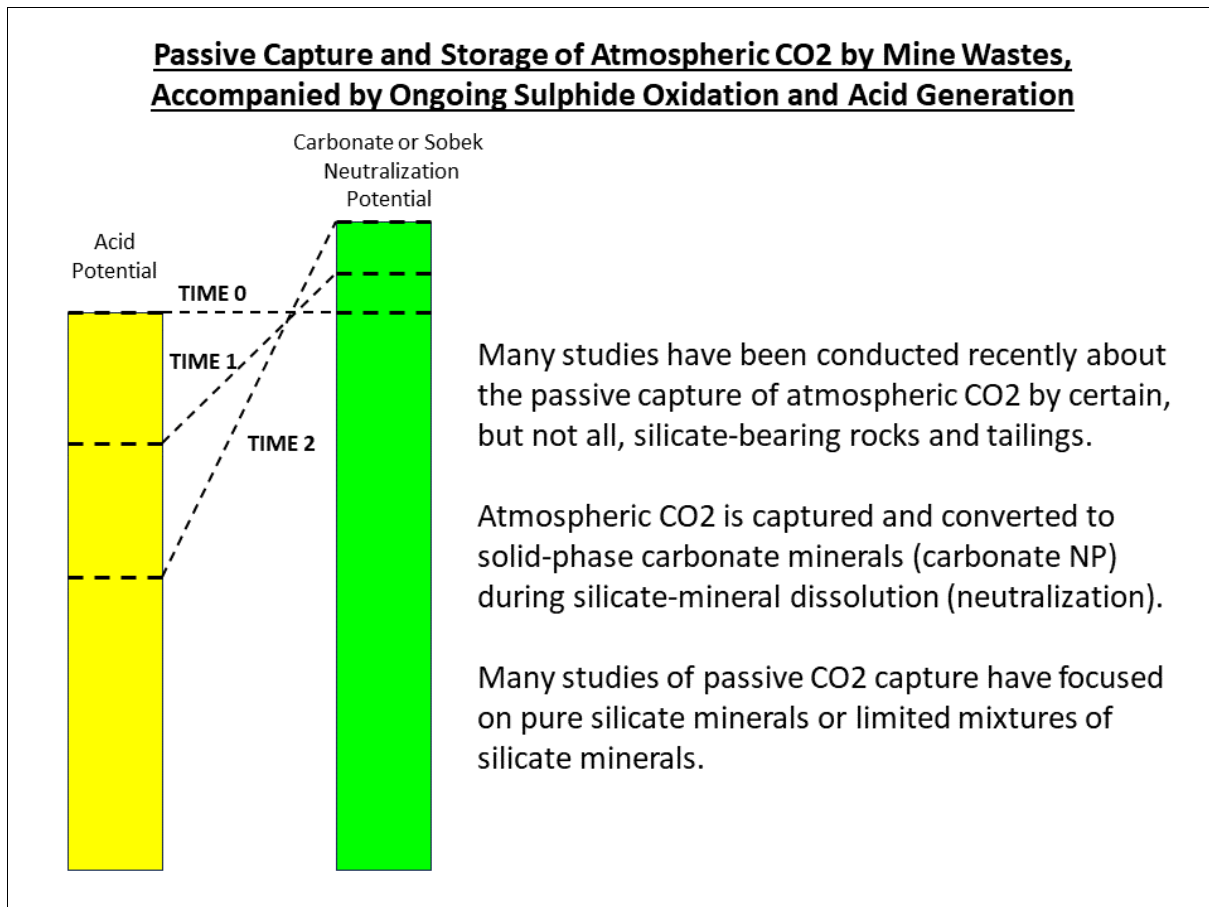 Passive Capture and Storage of Atmospheric CO2 by Mine Wastes,
Accompanied by Ongoing Sulphide Oxidation and Acid Generation
Carbonate or Sobek
Neutralization
Potential
Acid
Potential
TIME 0
TIME 1
TIME 2
Many studies have been conducted recently about
the passive capture of atmospheric CO2 by certain,
but not all, silicate-bearing rocks and tailings.
Atmospheric CO2 is captured and converted to
solid-phase carbonate minerals (carbonate NP)
during silicate-mineral dissolution (neutralization).
Many studies of passive CO2 capture have focused
on pure silicate minerals or limited mixtures of
silicate minerals.